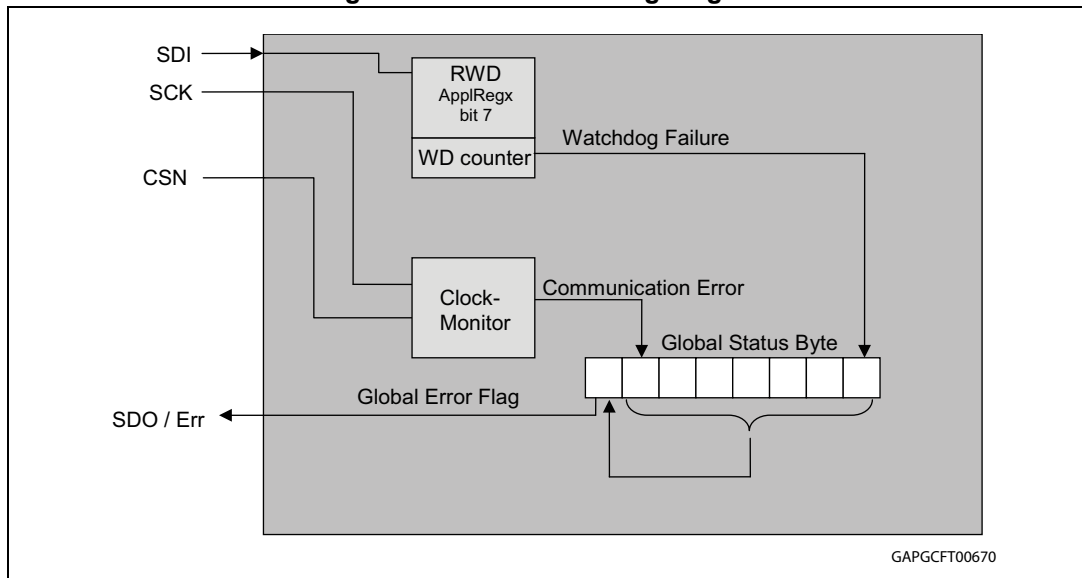 SDI
RWD
ApplRegx
bit 7
SCK
Watchdog Failure
WD counter
CSN
Communication Error
Clock-
Monitor
Global Status Byte
Global Error Flag
SDO / Err
GAPGCFT00670